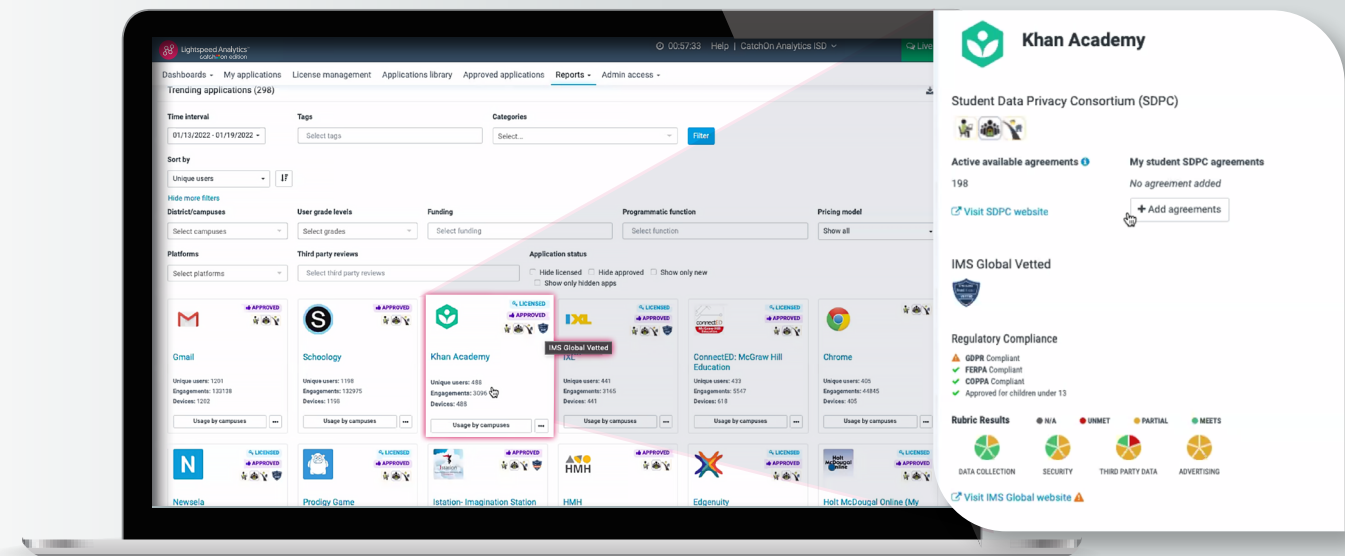 Lightspeed Analytics™
catch·on edition
00:57:33 Help | CatchOn Analytics ISD
Live
Dashboards My applications License management Applications library Approved applications Reports Admin access
Trending applications (298)
Time interval Tags Categories
01/13/2022 - 01/19/2022 Select tags Select... Filter
Sort by
Unique users
Hide more filters
District/campuses User grade levels Funding Programmatic function Pricing model
Select campuses Select grades Select funding Select function Show all
Platforms Third party reviews Application status
Select platforms Select third party reviews Hide licensed Hide approved Show only new
Show only hidden apps
APPROVED
Gmail
Unique users: 1201
Engagements: 133138
Devices: 1202
Usage by campuses
S
APPROVED
Schoology
Unique users: 1198
Engagements: 132975
Devices: 1198
Usage by campuses
LICENSED
APPROVED
Khan Academy
Unique users: 488
Engagements: 3096
Devices: 488
Usage by campuses
IMS Global Vetted
IXL
LICENSED
APPROVED
IXL
Unique users: 441
Engagements: 3165
Devices: 441
Usage by campuses
connectED
LICENSED
APPROVED
ConnectED: McGraw Hill
Education
Unique users: 433
Engagements: 5547
Devices: 618
Usage by campuses
Chrome
Unique users: 405
Engagements: 44845
Devices: 405
Usage by campuses
N
LICENSED
APPROVED
Newsela
LICENSED
APPROVED
Prodigy Game
APPROVED
Istation- Imagination Station
HMH
APPROVED
HMH
LICENSED
APPROVED
Edgenuity
Holt
McDougal
Online
LICENSED
APPROVED
Holt McDougal Online (My
Khan Academy
Student Data Privacy Consortium (SDPC)
Active available agreements My student SDPC agreements
198 No agreement added
Visit SDPC website + Add agreements
IMS Global Vetted
Regulatory Compliance
GDPR Compliant
FERPA Compliant
COPPA Compliant
Approved for children under 13
Rubric Results N/A UNMET PARTIAL MEETS
DATA COLLECTION SECURITY THIRD PARTY DATA ADVERTISING
Visit IMS Global website